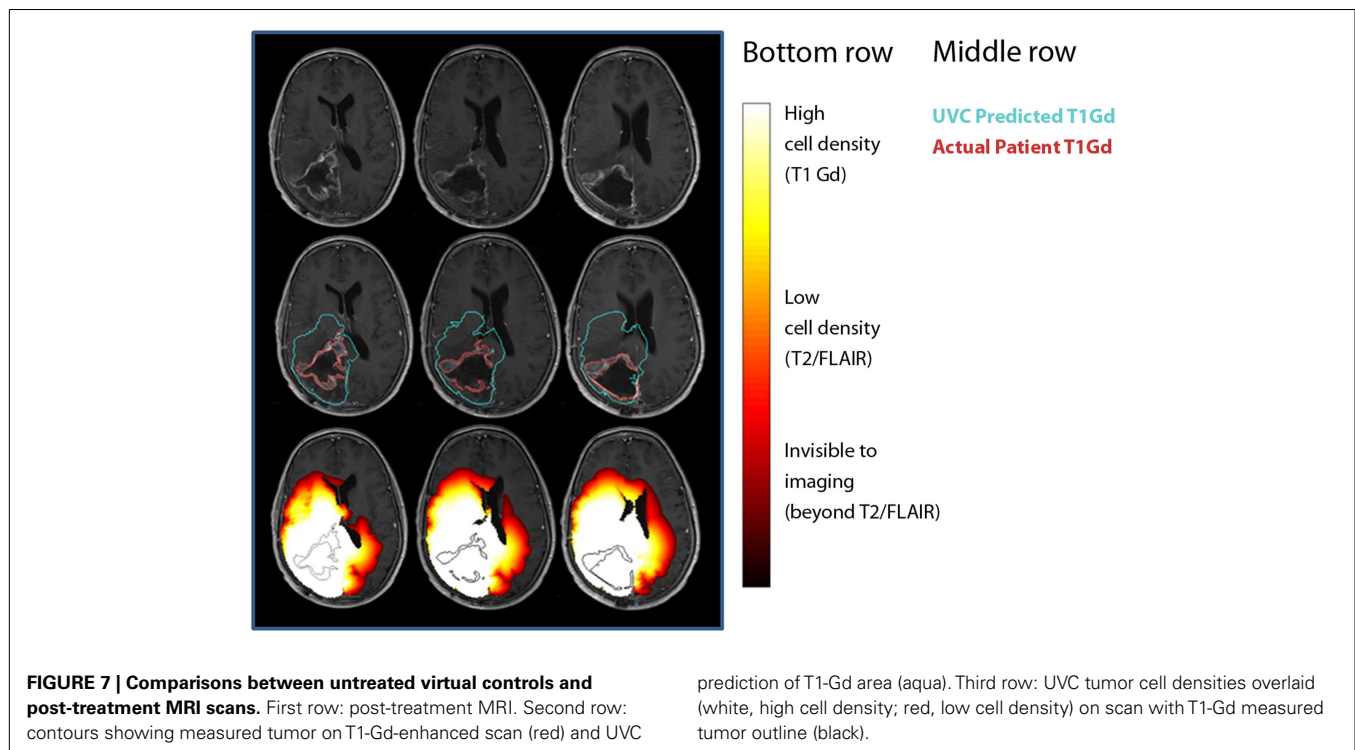 Bottom row
Middle row
High
cell density
(T1 Gd)
Low
cell density
(T2/FLAIR)
Invisible to
imaging
(beyond T2/FLAIR)
UVC Predicted T1Gd
Actual Patient T1Gd
FIGURE 7 | Comparisons between untreated virtual controls and
post-treatment MRI scans. First row: post-treatment MRI. Second row:
contours showing measured tumor on T1-Gd-enhanced scan (red) and UVC
prediction of T1-Gd area (aqua). Third row: UVC tumor cell densities overlaid
(white, high cell density; red, low cell density) on scan with T1-Gd measured
tumor outline (black).